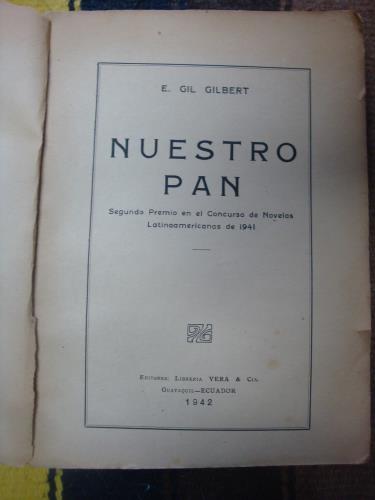 E. GIL GILBERT
NUESTRO
PAN
Segundo Premio en el Concurso de Novelas
Latinoamericanas de 1941
Editores: Librería VERA & Cía.
Guayaquil—ECUADOR
1942